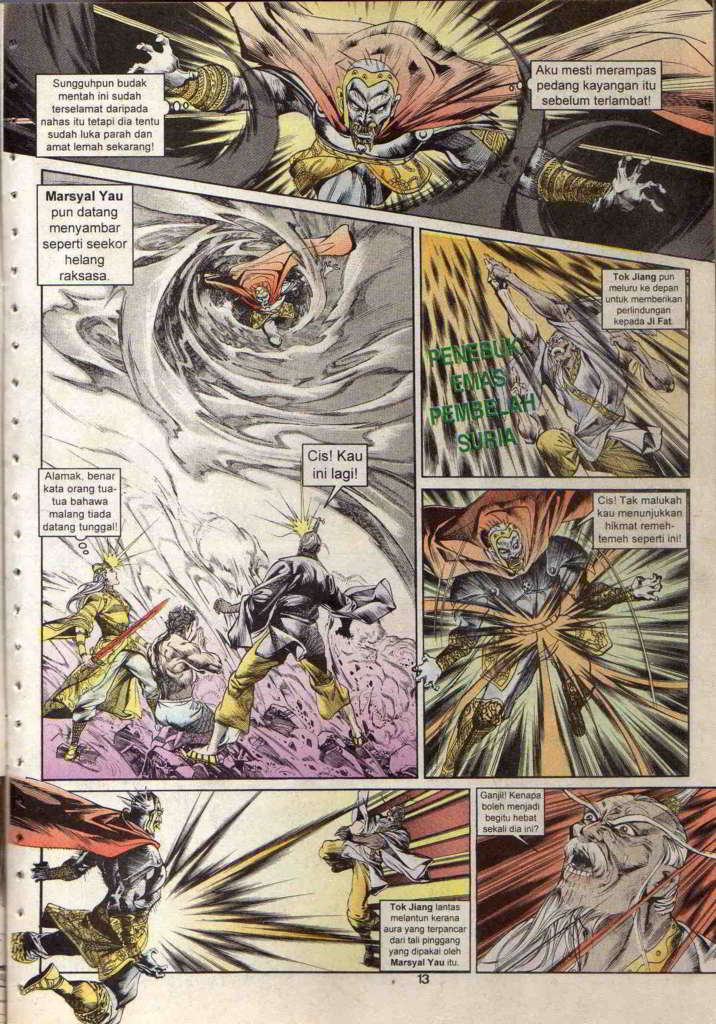 Sungguhpun budak
mentah ini sudah
terselamat daripada
nahas itu tetapi dia tentu
sudah luka parah dan
amat lemah sekarang!
Aku mesti merampas
pedang kayangan itu
sebelum terlambat!
Marsyal Yau
pun datang
menyambar
seperti seekor
helang
raksasa.
Tok Jiang pun
meluru ke depan
untuk memberikan
perlindungan
kepada Ji Fat.
PENEBUK
EMAS
PEMBELAH
SURIA
Alamak, benar
kata orang tua-
tua bahawa
malang tiada
datang tunggal!
Cis! Kau
ini lagi!
Cis! Tak malukah
kau menunjukkan
hikmat remeh-
temeh seperti ini!
Tok Jiang lantas
melantun kerana
aura yang terpancar
dari tali pinggang
yang dipakai oleh
Marsyal Yau itu.
Ganjil! Kenapa
boleh menjadi
begitu hebat
sekali dia ini?
13